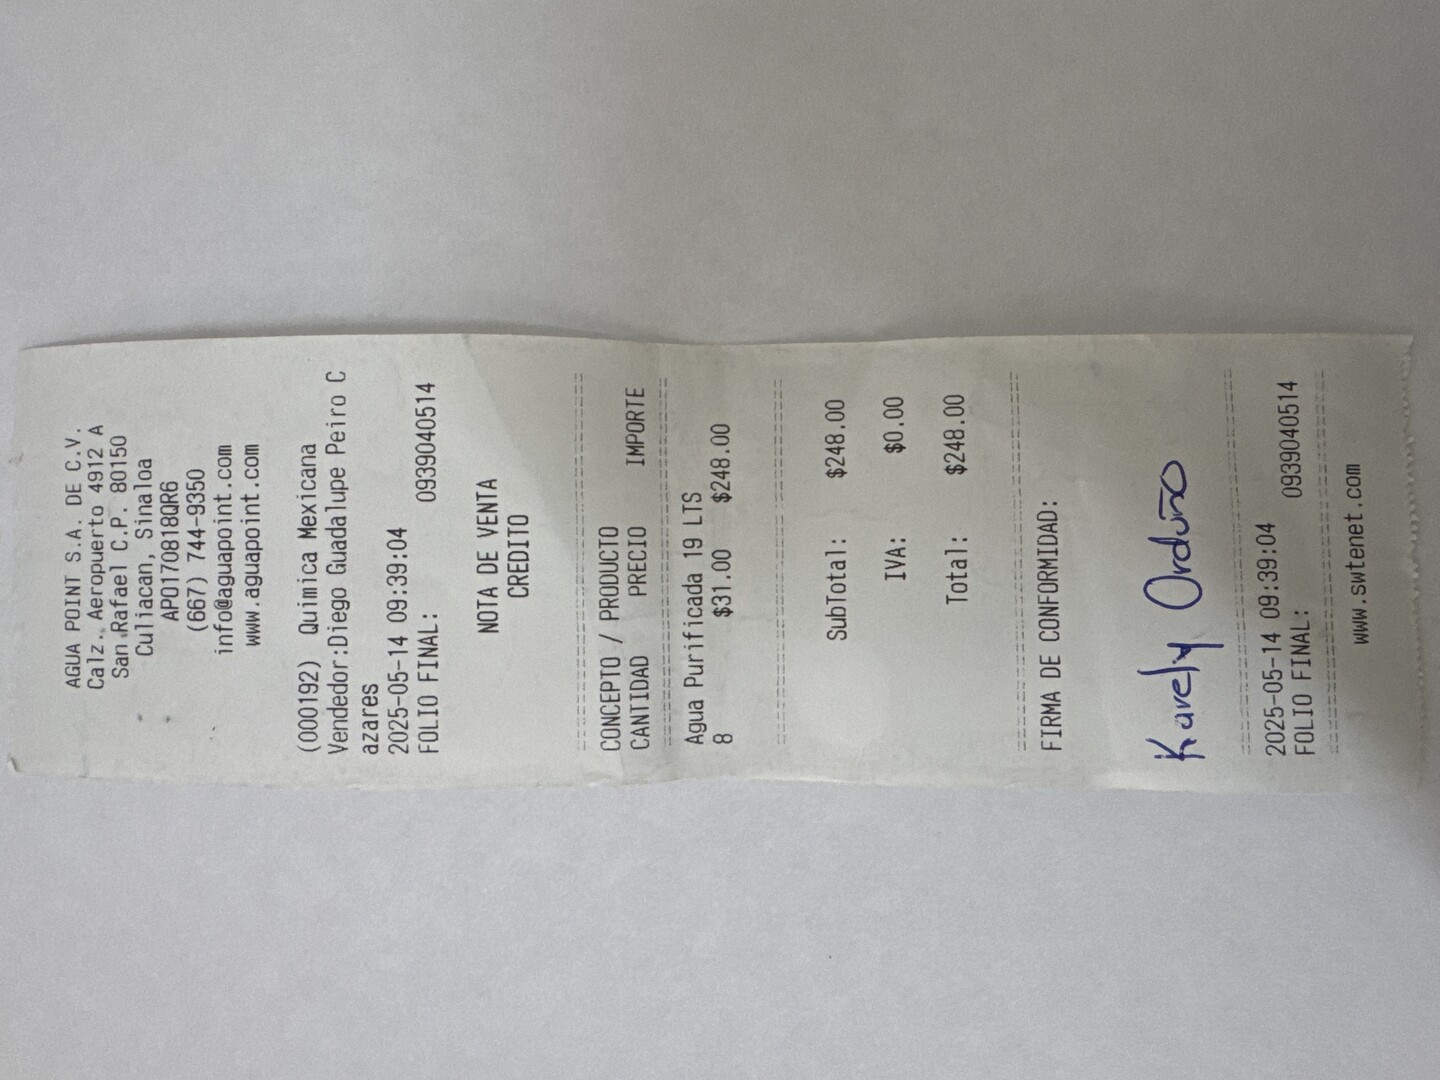 AGUA POINT S.A. DE C.V.
Calz. Aeropuerto 4912 A
San Rafael C.P. 80150
Culiacan, Sinaloa
APO170818QR6
(667) 744-9350
info@aguapoint.com
www.aguapoint.com
(000192) Quimica Mexicana
Vendedor:Diego Guadalupe Peiro C
azares
2025-05-14 09:39:04
FOLIO FINAL: 0939040514
NOTA DE VENTA
CREDITO
CONCEPTO / PRODUCTO
CANTIDAD PRECIO IMPORTE
Agua Purificada 19 LTS
8 $31.00 $248.00
SubTotal: $248.00
IVA: $0.00
Total: $248.00
FIRMA DE CONFORMIDAD:
Karely Orduño
2025-05-14 09:39:04
FOLIO FINAL: 0939040514
www.swtenet.com